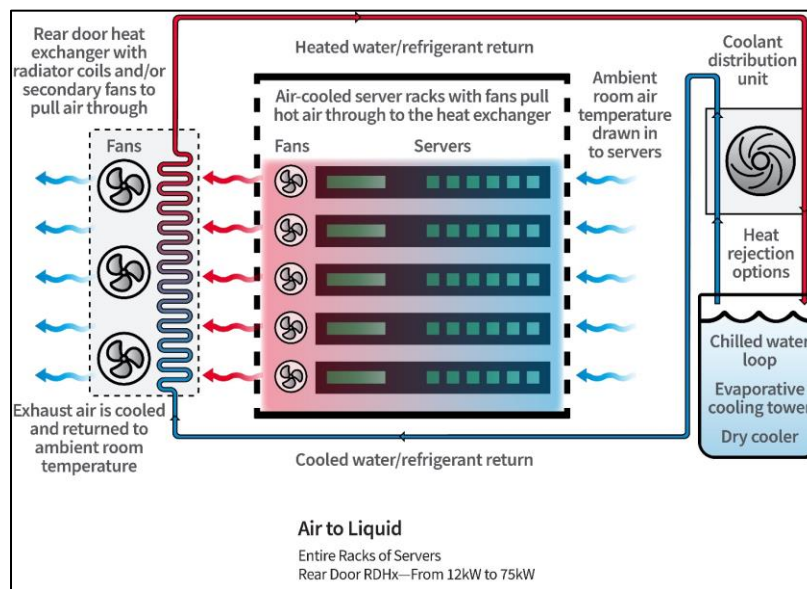 Rear door heat
exchanger with
radiator coils and/or
secondary fans to
pull air through
Heated water/refrigerant return
Coolant
distribution
unit
Air-cooled server racks with fans pull
hot air through to the heat exchanger
Ambient
room air
temperature
drawn in
to servers
Fans
Fans
Servers
Heat
rejection
options
Chilled water
loop
Evaporative
cooling tower
Dry cooler
Exhaust air is cooled
and returned to
ambient room
temperature
Cooled water/refrigerant return
Air to Liquid
Entire Racks of Servers
Rear Door RDHx—From 12kW to 75kW